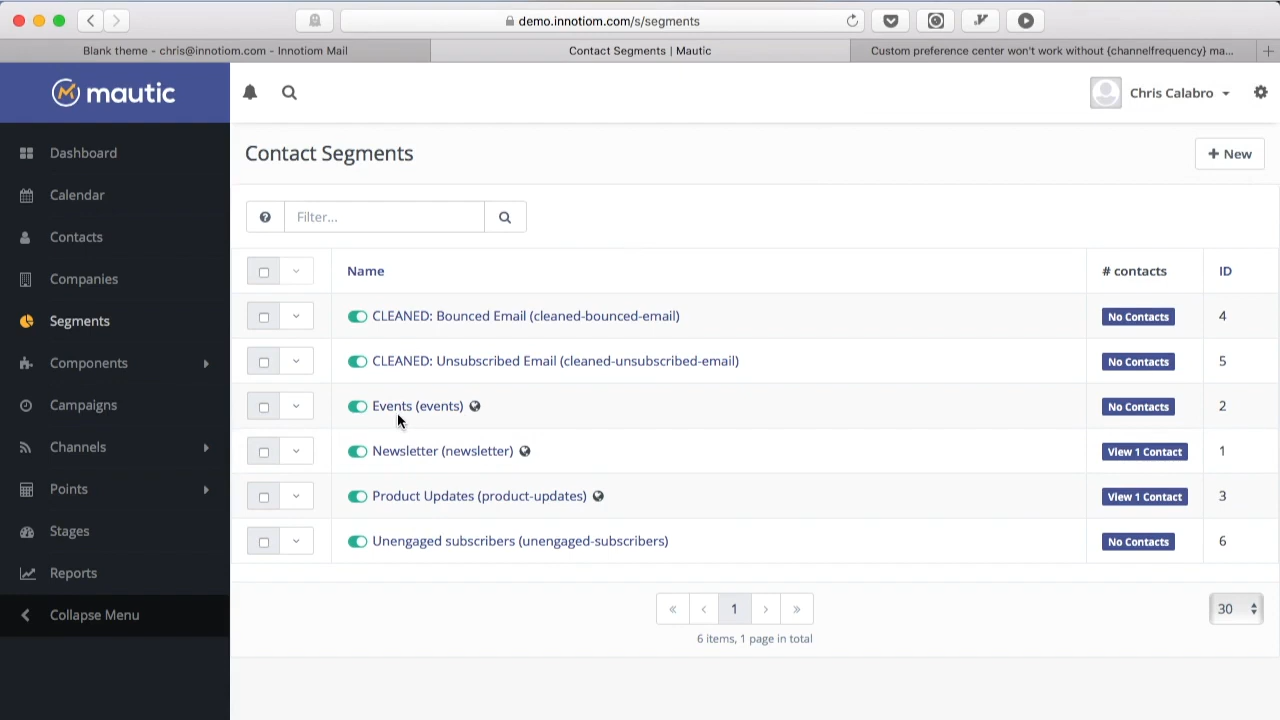 demo.innotiom.com/s/segments
Blank theme - chris@innotiom.com - Innotiom Mail
Contact Segments | Mautic
Custom preference center won't work without {channelfrequency} ma...
mautic
Chris Calabro
Dashboard
Calendar
Contacts
Companies
Segments
Components
Campaigns
Channels
Points
Stages
Reports
Collapse Menu
Contact Segments
+ New
Filter...
Name
# contacts
ID
CLEANED: Bounced Email (cleaned-bounced-email)
No Contacts
4
CLEANED: Unsubscribed Email (cleaned-unsubscribed-email)
No Contacts
5
Events (events)
No Contacts
2
Newsletter (newsletter)
View 1 Contact
1
Product Updates (product-updates)
View 1 Contact
3
Unengaged subscribers (unengaged-subscribers)
No Contacts
6
« ‹ 1 › »
30
6 items, 1 page in total